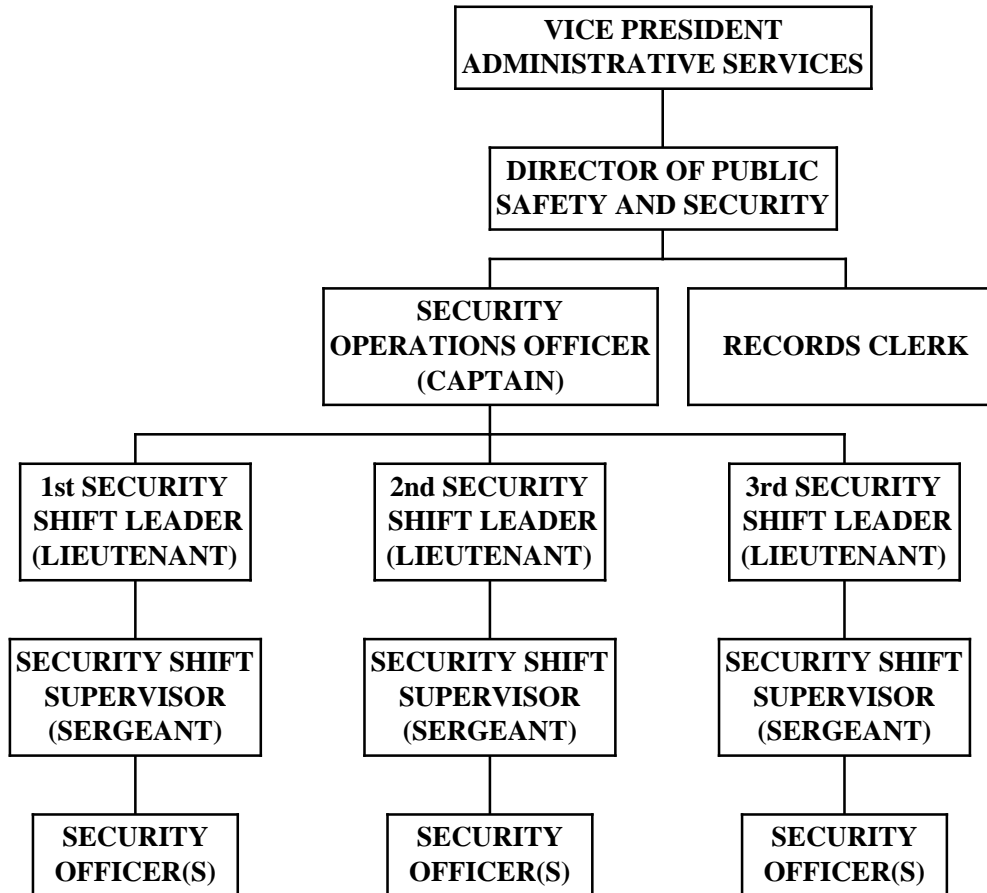 VICE PRESIDENT
ADMINISTRATIVE SERVICES
DIRECTOR OF PUBLIC
SAFETY AND SECURITY
SECURITY
OPERATIONS OFFICER
(CAPTAIN)
RECORDS CLERK
1st SECURITY
SHIFT LEADER
(LIEUTENANT)
2nd SECURITY
SHIFT LEADER
(LIEUTENANT)
3rd SECURITY
SHIFT LEADER
(LIEUTENANT)
SECURITY SHIFT
SUPERVISOR
(SERGEANT)
SECURITY SHIFT
SUPERVISOR
(SERGEANT)
SECURITY SHIFT
SUPERVISOR
(SERGEANT)
SECURITY
OFFICER(S)
SECURITY
OFFICER(S)
SECURITY
OFFICER(S)